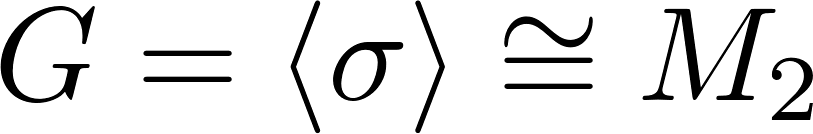 G = ⟨σ⟩ ≅ M₂